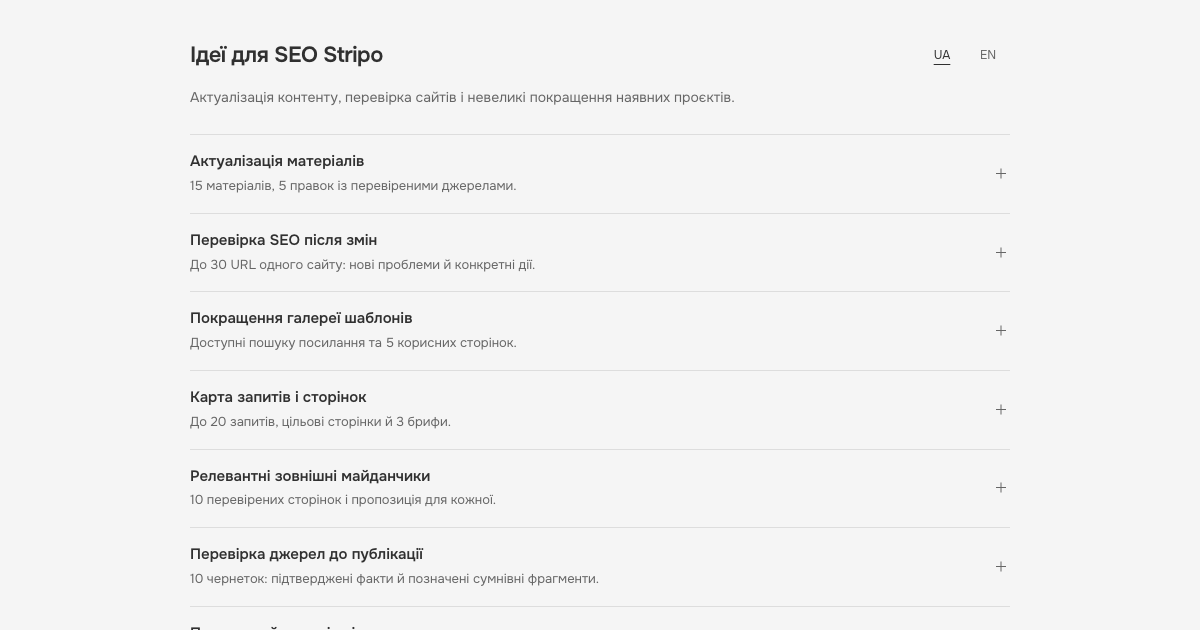 Ідеї для SEO Stripo
UA EN
Актуалізація контенту, перевірка сайтів і невеликі покращення наявних проєктів.
Актуалізація матеріалів
15 матеріалів, 5 правок із перевіреними джерелами.
+
Перевірка SEO після змін
До 30 URL одного сайту: нові проблеми й конкретні дії.
+
Покращення галереї шаблонів
Доступні пошуку посилання та 5 корисних сторінок.
+
Карта запитів і сторінок
До 20 запитів, цільові сторінки й 3 брифи.
+
Релевантні зовнішні майданчики
10 перевірених сторінок і пропозиція для кожної.
+
Перевірка джерел до публікації
10 чернеток: підтверджені факти й позначені сумнівні фрагменти.
+